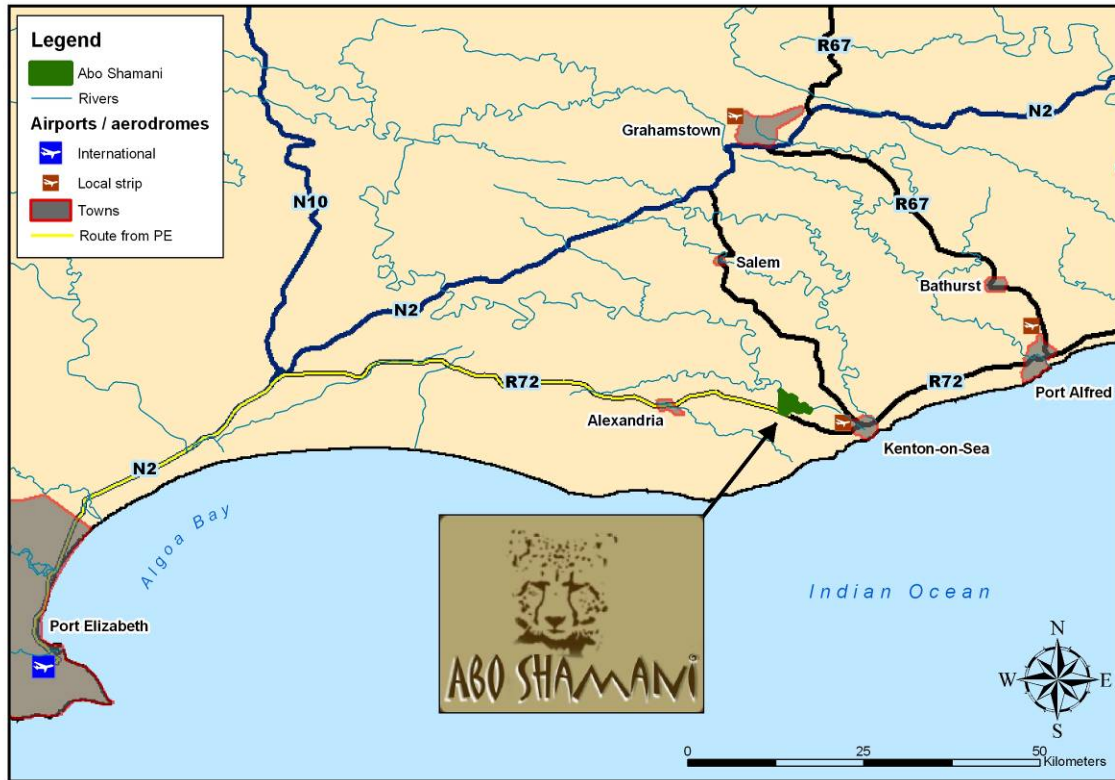 Legend
Abo Shamani
Rivers
Airports / aerodromes
International
Local strip
Towns
Route from PE
R67
N2
Grahamstown
N10
R67
Salem
Bathurst
N2
R72
R72
Port Alfred
Alexandria
Kenton-on-Sea
N2
Algoa Bay
Indian Ocean
Port Elizabeth
ABO SHAMANI
N
W E
S
0 25 50
Kilometers